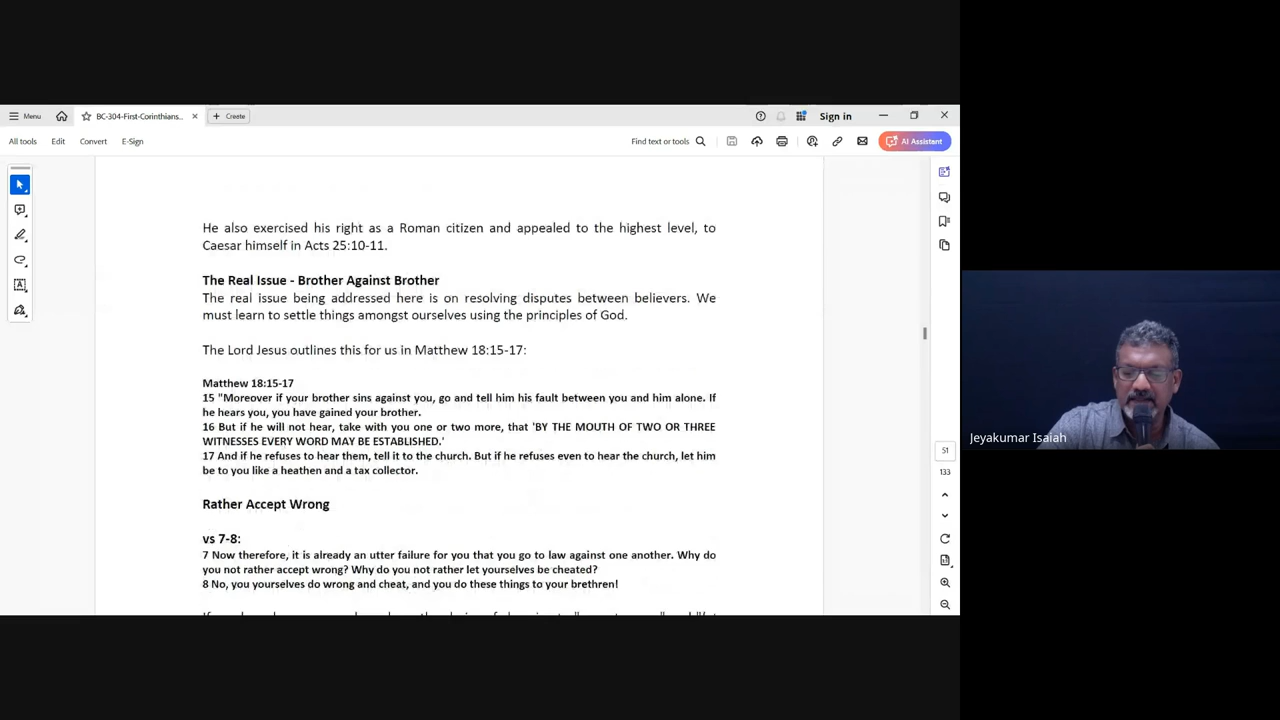 Menu
BC-304-First-Corinthians...
Create
Sign in
All tools
Edit
Convert
E-Sign
Find text or tools
AI Assistant
He also exercised his right as a Roman citizen and appealed to the highest level, to
Caesar himself in Acts 25:10-11.
The Real Issue - Brother Against Brother
The real issue being addressed here is on resolving disputes between believers. We
must learn to settle things amongst ourselves using the principles of God.
The Lord Jesus outlines this for us in Matthew 18:15-17:
Matthew 18:15-17
15 "Moreover if your brother sins against you, go and tell him his fault between you and him alone. If
he hears you, you have gained your brother.
16 But if he will not hear, take with you one or two more, that 'BY THE MOUTH OF TWO OR THREE
WITNESSES EVERY WORD MAY BE ESTABLISHED.'
17 And if he refuses to hear them, tell it to the church. But if he refuses even to hear the church, let him
be to you like a heathen and a tax collector.
Rather Accept Wrong
vs 7-8:
7 Now therefore, it is already an utter failure for you that you go to law against one another. Why do
you not rather accept wrong? Why do you not rather let yourselves be cheated?
8 No, you yourselves do wrong and cheat, and you do these things to your brethren!
51
133
Jeyakumar Isaiah